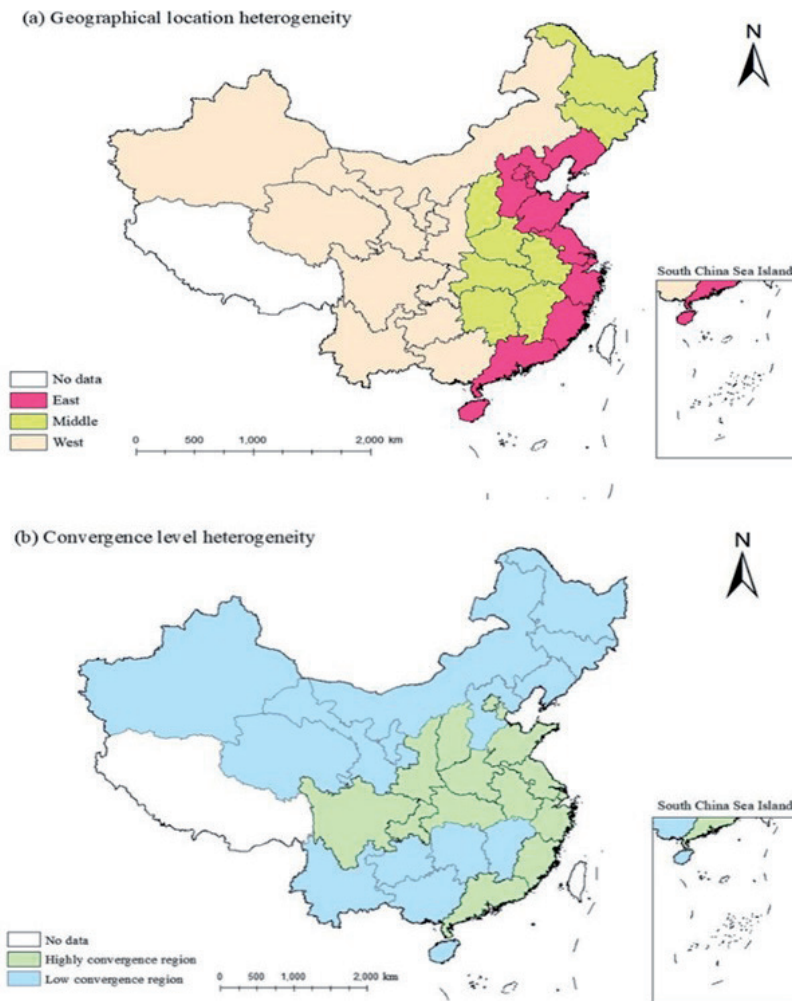 (a) Geographical location heterogeneity
N
South China Sea Island
No data
East
Middle
West
0 500 1,000 2,000 km
(b) Convergence level heterogeneity
N
South China Sea Island
No data
Highly convergence region
Low convergence region
0 500 1,000 2,000 km